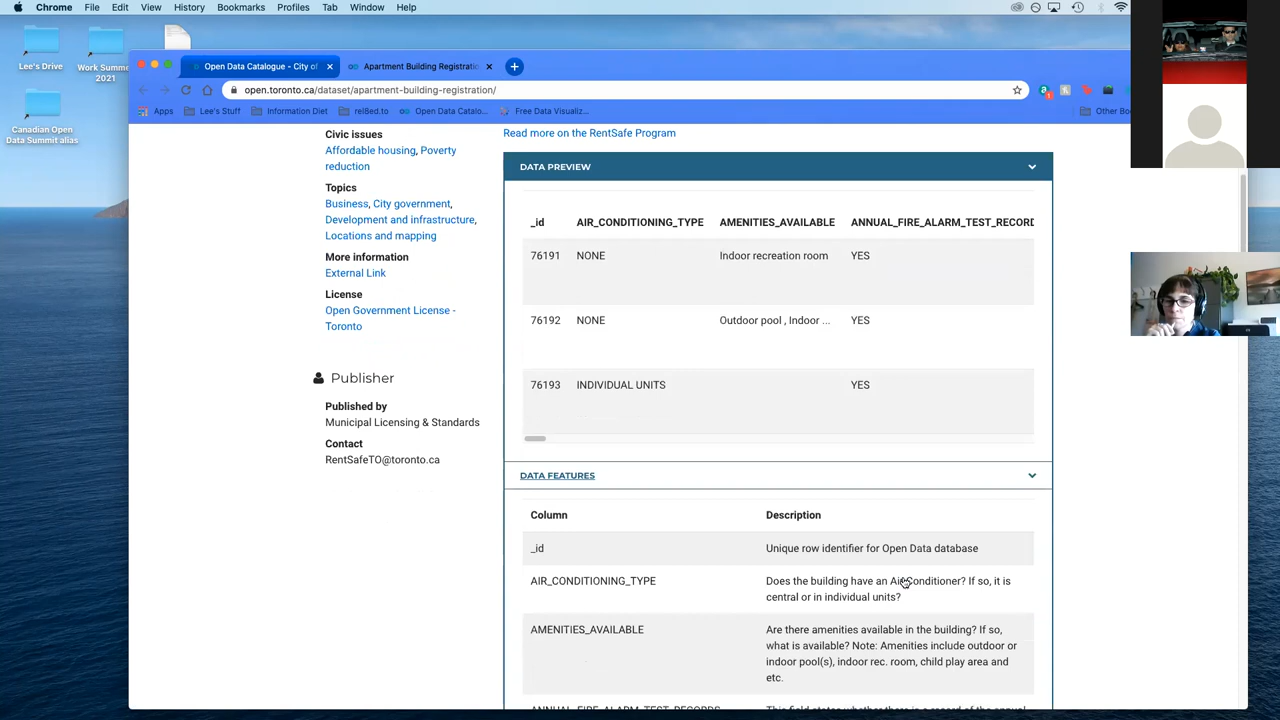 Chrome File Edit View History Bookmarks Profiles Tab Window Help
Lee's Drive
Work Summe
2021
Canadian Open
Data Summit alias
Open Data Catalogue - City of
Apartment Building Registratio
open.toronto.ca/dataset/apartment-building-registration/
Apps Lee's Stuff Information Diet relBed.to Open Data Catalo... Free Data Visualiz... Other Bo
Civic issues
Affordable housing, Poverty
reduction
Topics
Business, City government,
Development and infrastructure,
Locations and mapping
More information
External Link
License
Open Government License -
Toronto
Publisher
Published by
Municipal Licensing & Standards
Contact
RentSafeTO@toronto.ca
Read more on the RentSafe Program
DATA PREVIEW
_id AIR_CONDITIONING_TYPE AMENITIES_AVAILABLE ANNUAL_FIRE_ALARM_TEST_RECORD
76191 NONE Indoor recreation room YES
76192 NONE Outdoor pool , Indoor ... YES
76193 INDIVIDUAL UNITS YES
DATA FEATURES
Column Description
_id Unique row identifier for Open Data database
AIR_CONDITIONING_TYPE Does the building have an Air Conditioner? If so, it is
central or in individual units?
AMENITIES_AVAILABLE Are there amenities available in the building? If so,
what is available? Note: Amenities include outdoor or
indoor pool(s), indoor rec. room, child play area and
etc.